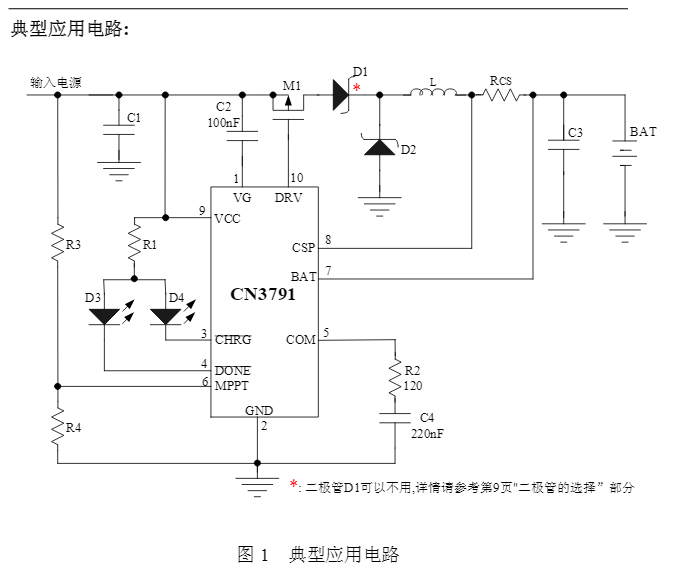 典型应用电路:
输入电源
M1
D1
*
L
RCS
C1
C2
100nF
D2
C3
BAT
1
10
VG
DRV
9
VCC
R3
R1
CSP
8
BAT
7
CN3791
D3
D4
3
CHRG
COM
5
4
DONE
6
MPPT
R2
120
R4
GND
2
C4
220nF
*: 二极管D1可以不用,详情请参考第9页"二极管的选择”部分
图 1 典型应用电路